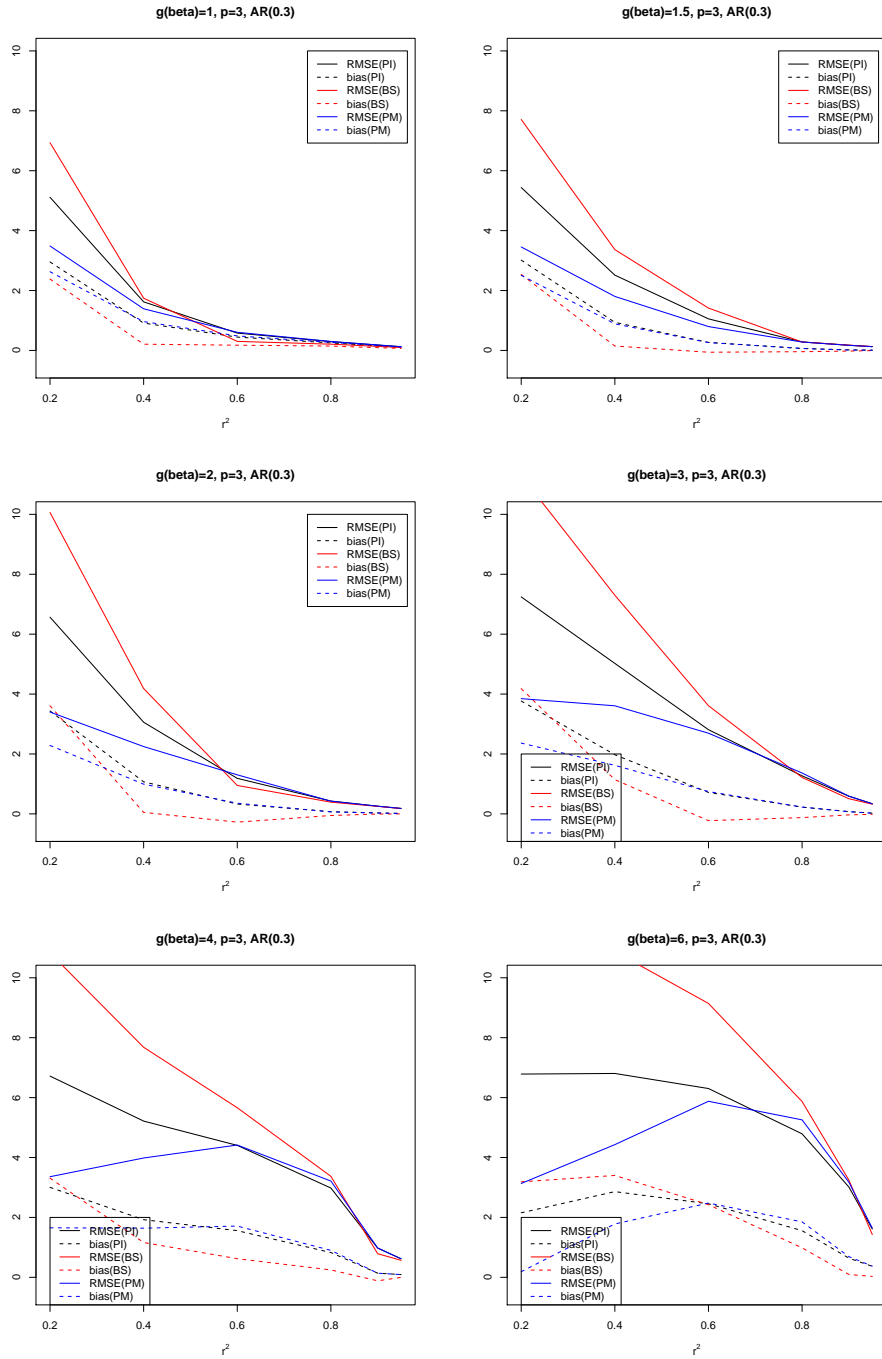 g(beta)=1, p=3, AR(0.3)
10
8
6
4
2
0
RMSE(PI)
bias(PI)
RMSE(BS)
bias(BS)
RMSE(PM)
bias(PM)
0.2 0.4 0.6 0.8
r²
g(beta)=1.5, p=3, AR(0.3)
10
8
6
4
2
0
RMSE(PI)
bias(PI)
RMSE(BS)
bias(BS)
RMSE(PM)
bias(PM)
0.2 0.4 0.6 0.8
r²
g(beta)=2, p=3, AR(0.3)
10
8
6
4
2
0
RMSE(PI)
bias(PI)
RMSE(BS)
bias(BS)
RMSE(PM)
bias(PM)
0.2 0.4 0.6 0.8
r²
g(beta)=3, p=3, AR(0.3)
10
8
6
4
2
0
RMSE(PI)
bias(PI)
RMSE(BS)
bias(BS)
RMSE(PM)
bias(PM)
0.2 0.4 0.6 0.8
r²
g(beta)=4, p=3, AR(0.3)
10
8
6
4
2
0
RMSE(PI)
bias(PI)
RMSE(BS)
bias(BS)
RMSE(PM)
bias(PM)
0.2 0.4 0.6 0.8
r²
g(beta)=6, p=3, AR(0.3)
10
8
6
4
2
0
RMSE(PI)
bias(PI)
RMSE(BS)
bias(BS)
RMSE(PM)
bias(PM)
0.2 0.4 0.6 0.8
r²